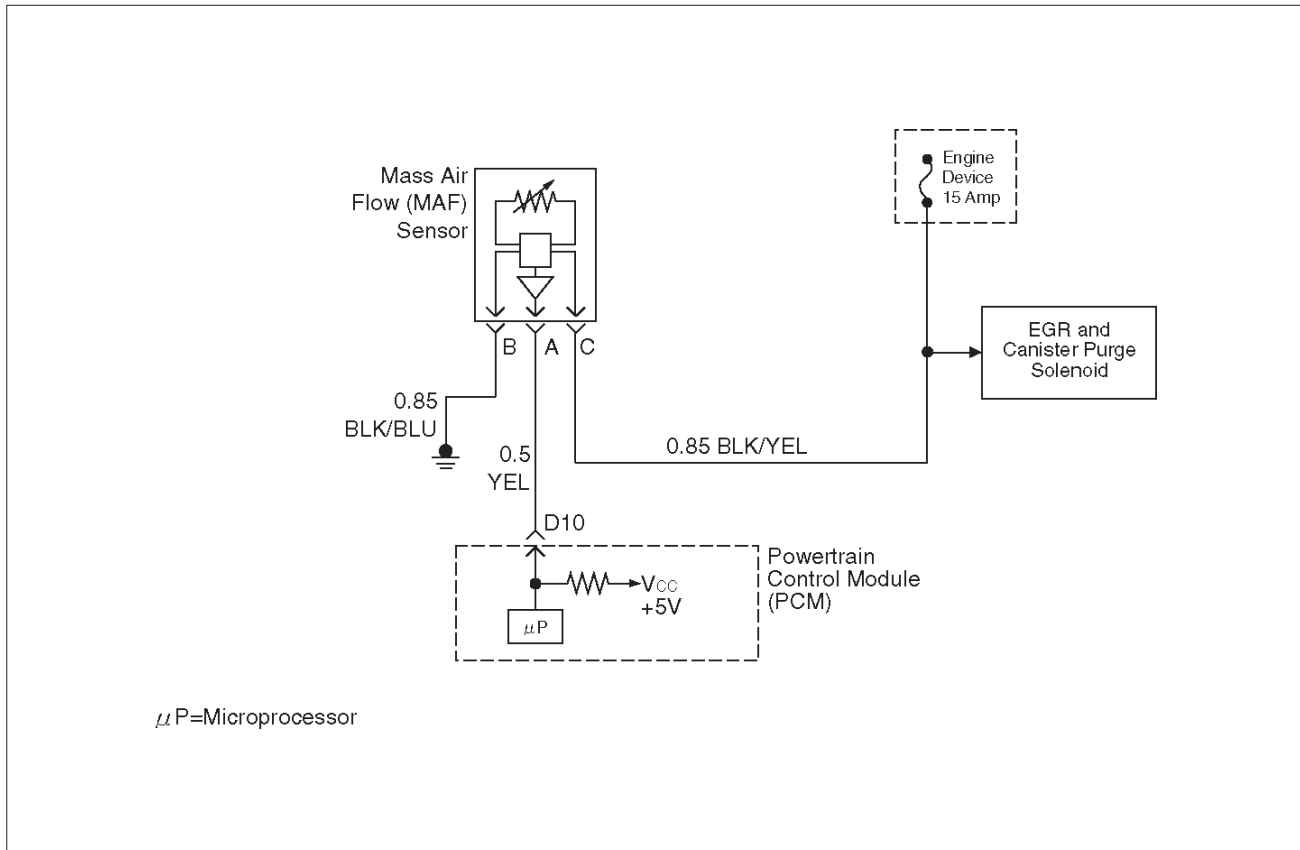 Mass Air
Flow (MAF)
Sensor
Engine
Device
15 Amp
EGR and
Canister Purge
Solenoid
B
A
C
0.85
BLK/BLU
0.5
YEL
0.85 BLK/YEL
D10
Powertrain
Control Module
(PCM)
VCC
+5V
μP
μP=Microprocessor